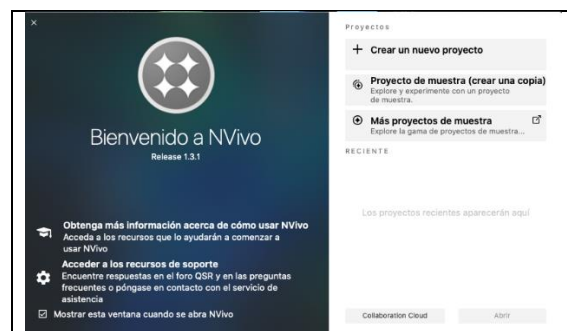 Bienvenido a NVivo
Release 1.3.1
Obtenga más información acerca de cómo usar NVivo
Acceda a los recursos que lo ayudarán a comenzar a
usar NVivo
Acceder a los recursos de soporte
Encuentre respuestas en el foro QSR y en las preguntas
frecuentes o póngase en contacto con el servicio de
asistencia
Mostrar esta ventana cuando se abra NVivo
Proyectos
Crear un nuevo proyecto
Proyecto de muestra (crear una copia)
Explore y experimente con un proyecto
de muestra.
Más proyectos de muestra
Explore la gama de proyectos de muestra...
RECIENTE
Los proyectos recientes aparecerán aquí
Collaboration Cloud
Abrir